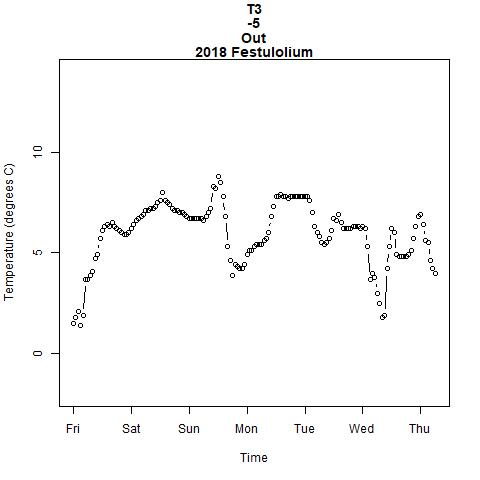 T3
-5
Out
2018 Festulolium
Temperature (degrees C)
10
5
0
Fri Sat Sun Mon Tue Wed Thu
Time